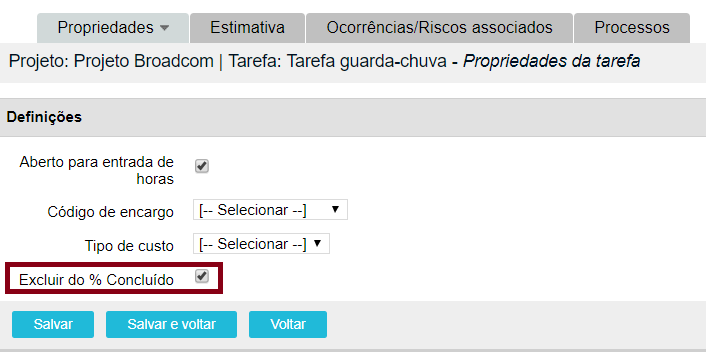 Propriedades Estimativa Ocorrências/Riscos associados Processos
Projeto: Projeto Broadcom | Tarefa: Tarefa guarda-chuva - Propriedades da tarefa
Definições
Aberto para entrada de
horas
Código de encargo [-- Selecionar --]
Tipo de custo [-- Selecionar --]
Excluir do % Concluído
Salvar Salvar e voltar Voltar